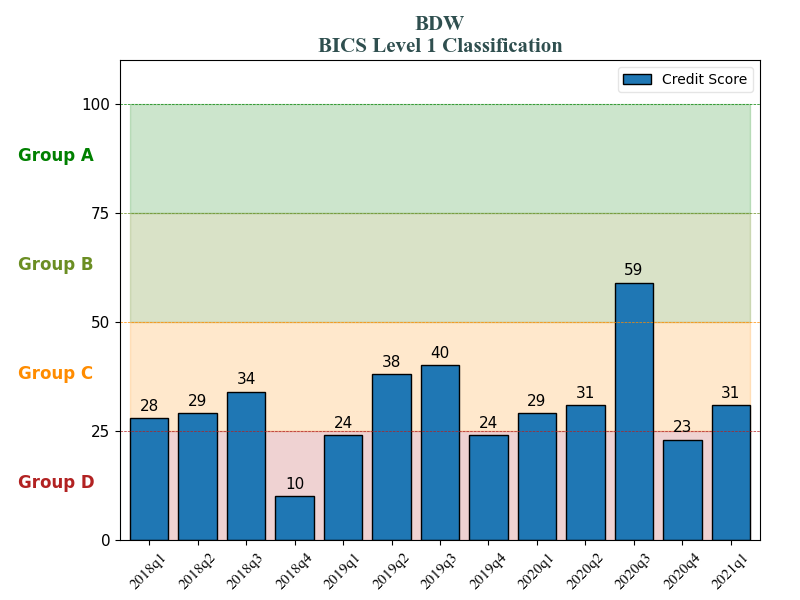 BDW
BICS Level 1 Classification
Credit Score
100
Group A
75
Group B
59
50
Group C
28 29 34 10 24 38 40 24 29 31 23 31
25
Group D
0
2018q1 2018q2 2018q3 2018q4 2019q1 2019q2 2019q3 2019q4 2020q1 2020q2 2020q3 2020q4 2021q1